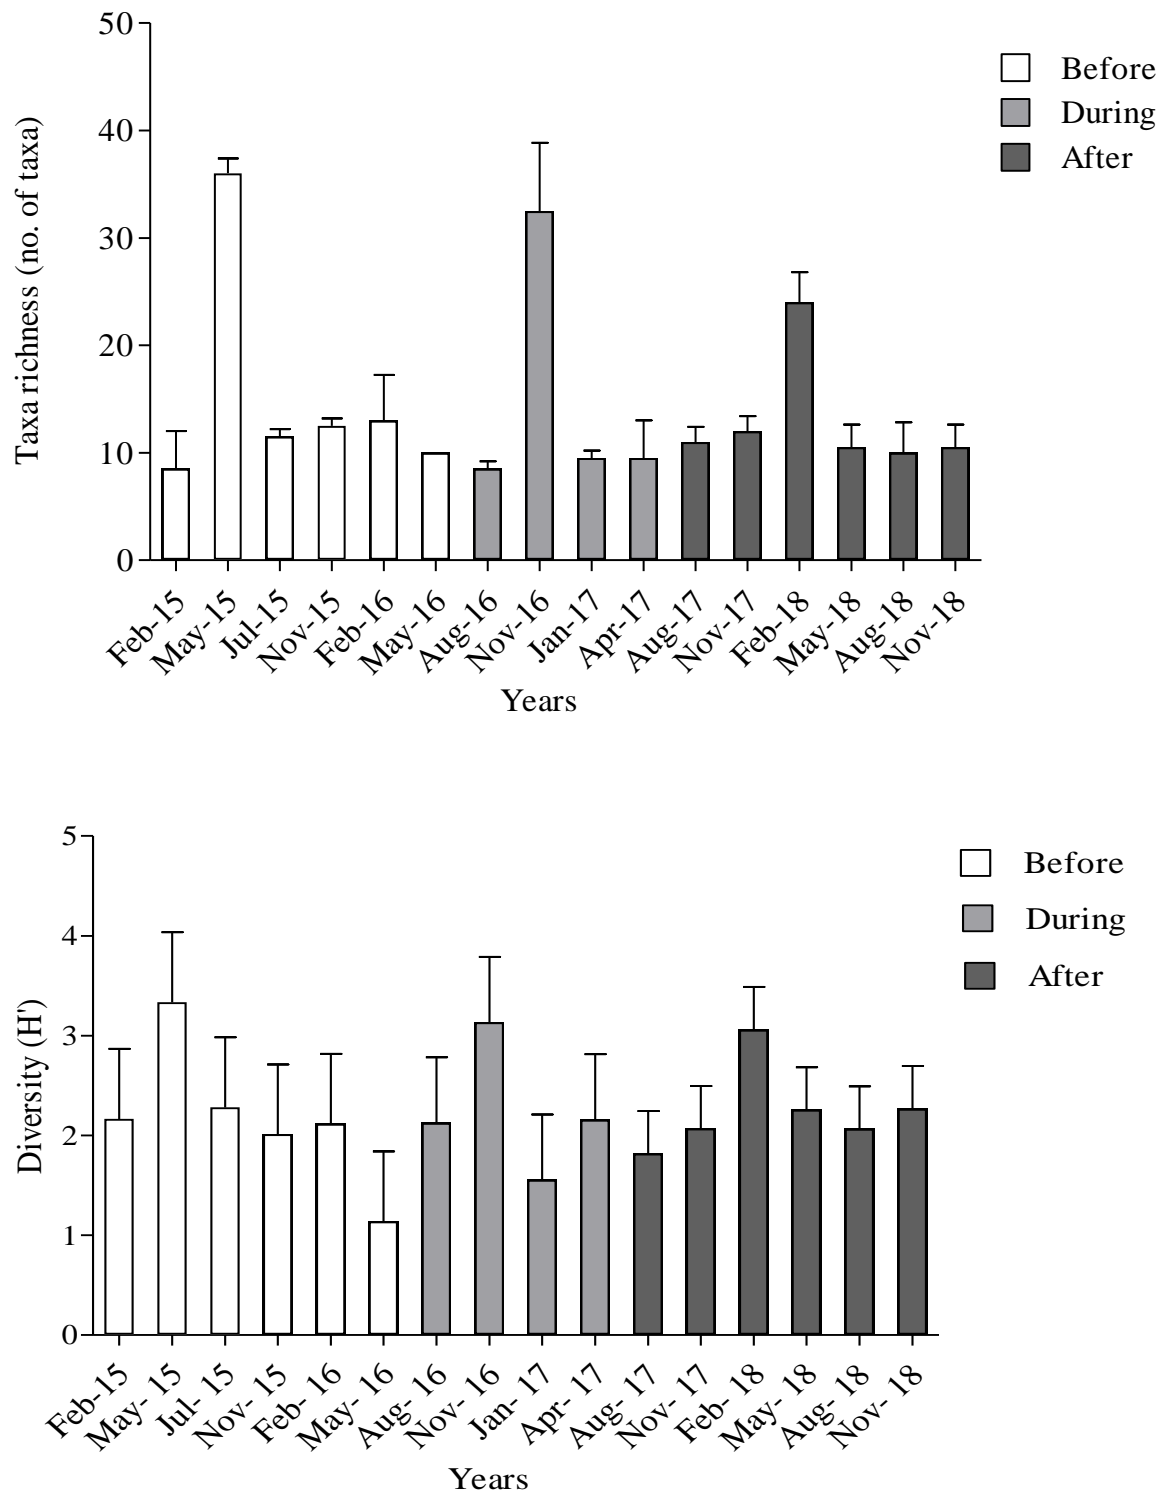 50
40
30
20
10
0
Taxa richness (no. of taxa)
Before
During
After
Feb-15
May-15
Jul-15
Nov-15
Feb-16
May-16
Aug-16
Nov-16
Jan-17
Apr-17
Aug-17
Nov-17
Feb-18
May-18
Aug-18
Nov-18
Years
5
4
3
2
1
0
Diversity (H')
Before
During
After
Feb-15
May- 15
Jul- 15
Nov- 15
Feb- 16
May- 16
Aug- 16
Nov- 16
Jan- 17
Apr- 17
Aug- 17
Nov- 17
Feb- 18
May- 18
Aug- 18
Nov- 18
Years